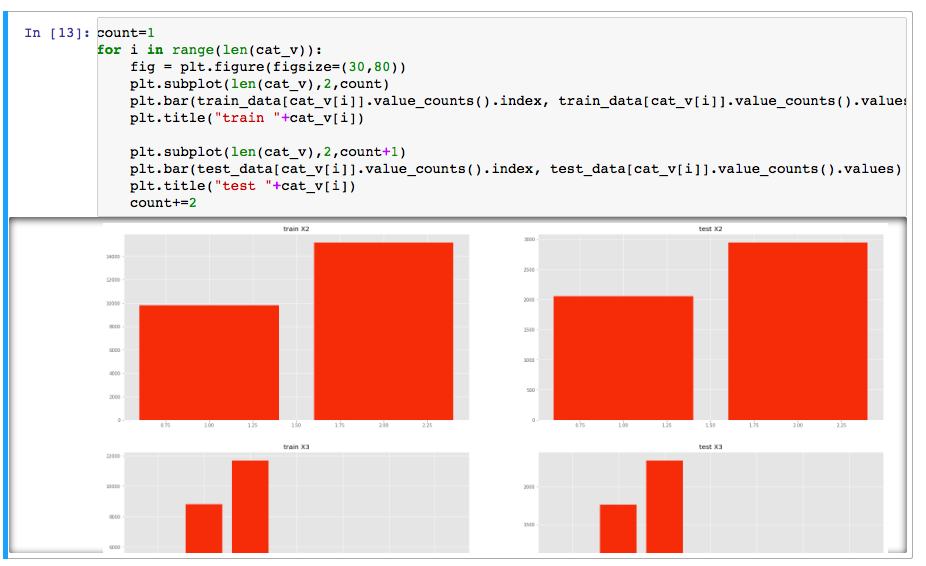 In [13]: count=1
for i in range(len(cat_v)):
    fig = plt.figure(figsize=(30,80))
    plt.subplot(len(cat_v),2,count)
    plt.bar(train_data[cat_v[i]].value_counts().index, train_data[cat_v[i]].value_counts().values
    plt.title("train "+cat_v[i])
    plt.subplot(len(cat_v),2,count+1)
    plt.bar(test_data[cat_v[i]].value_counts().index, test_data[cat_v[i]].value_counts().values)
    plt.title("test "+cat_v[i])
    count+=2
train X2
14000
12000
10000
8000
6000
4000
2000
0
0.75 1.00 1.25 1.50 1.75 2.00 2.25
test X2
3000
2500
2000
1500
1000
500
0
0.75 1.00 1.25 1.50 1.75 2.00 2.25
train X3
12000
10000
8000
6000
test X3
2000
1500